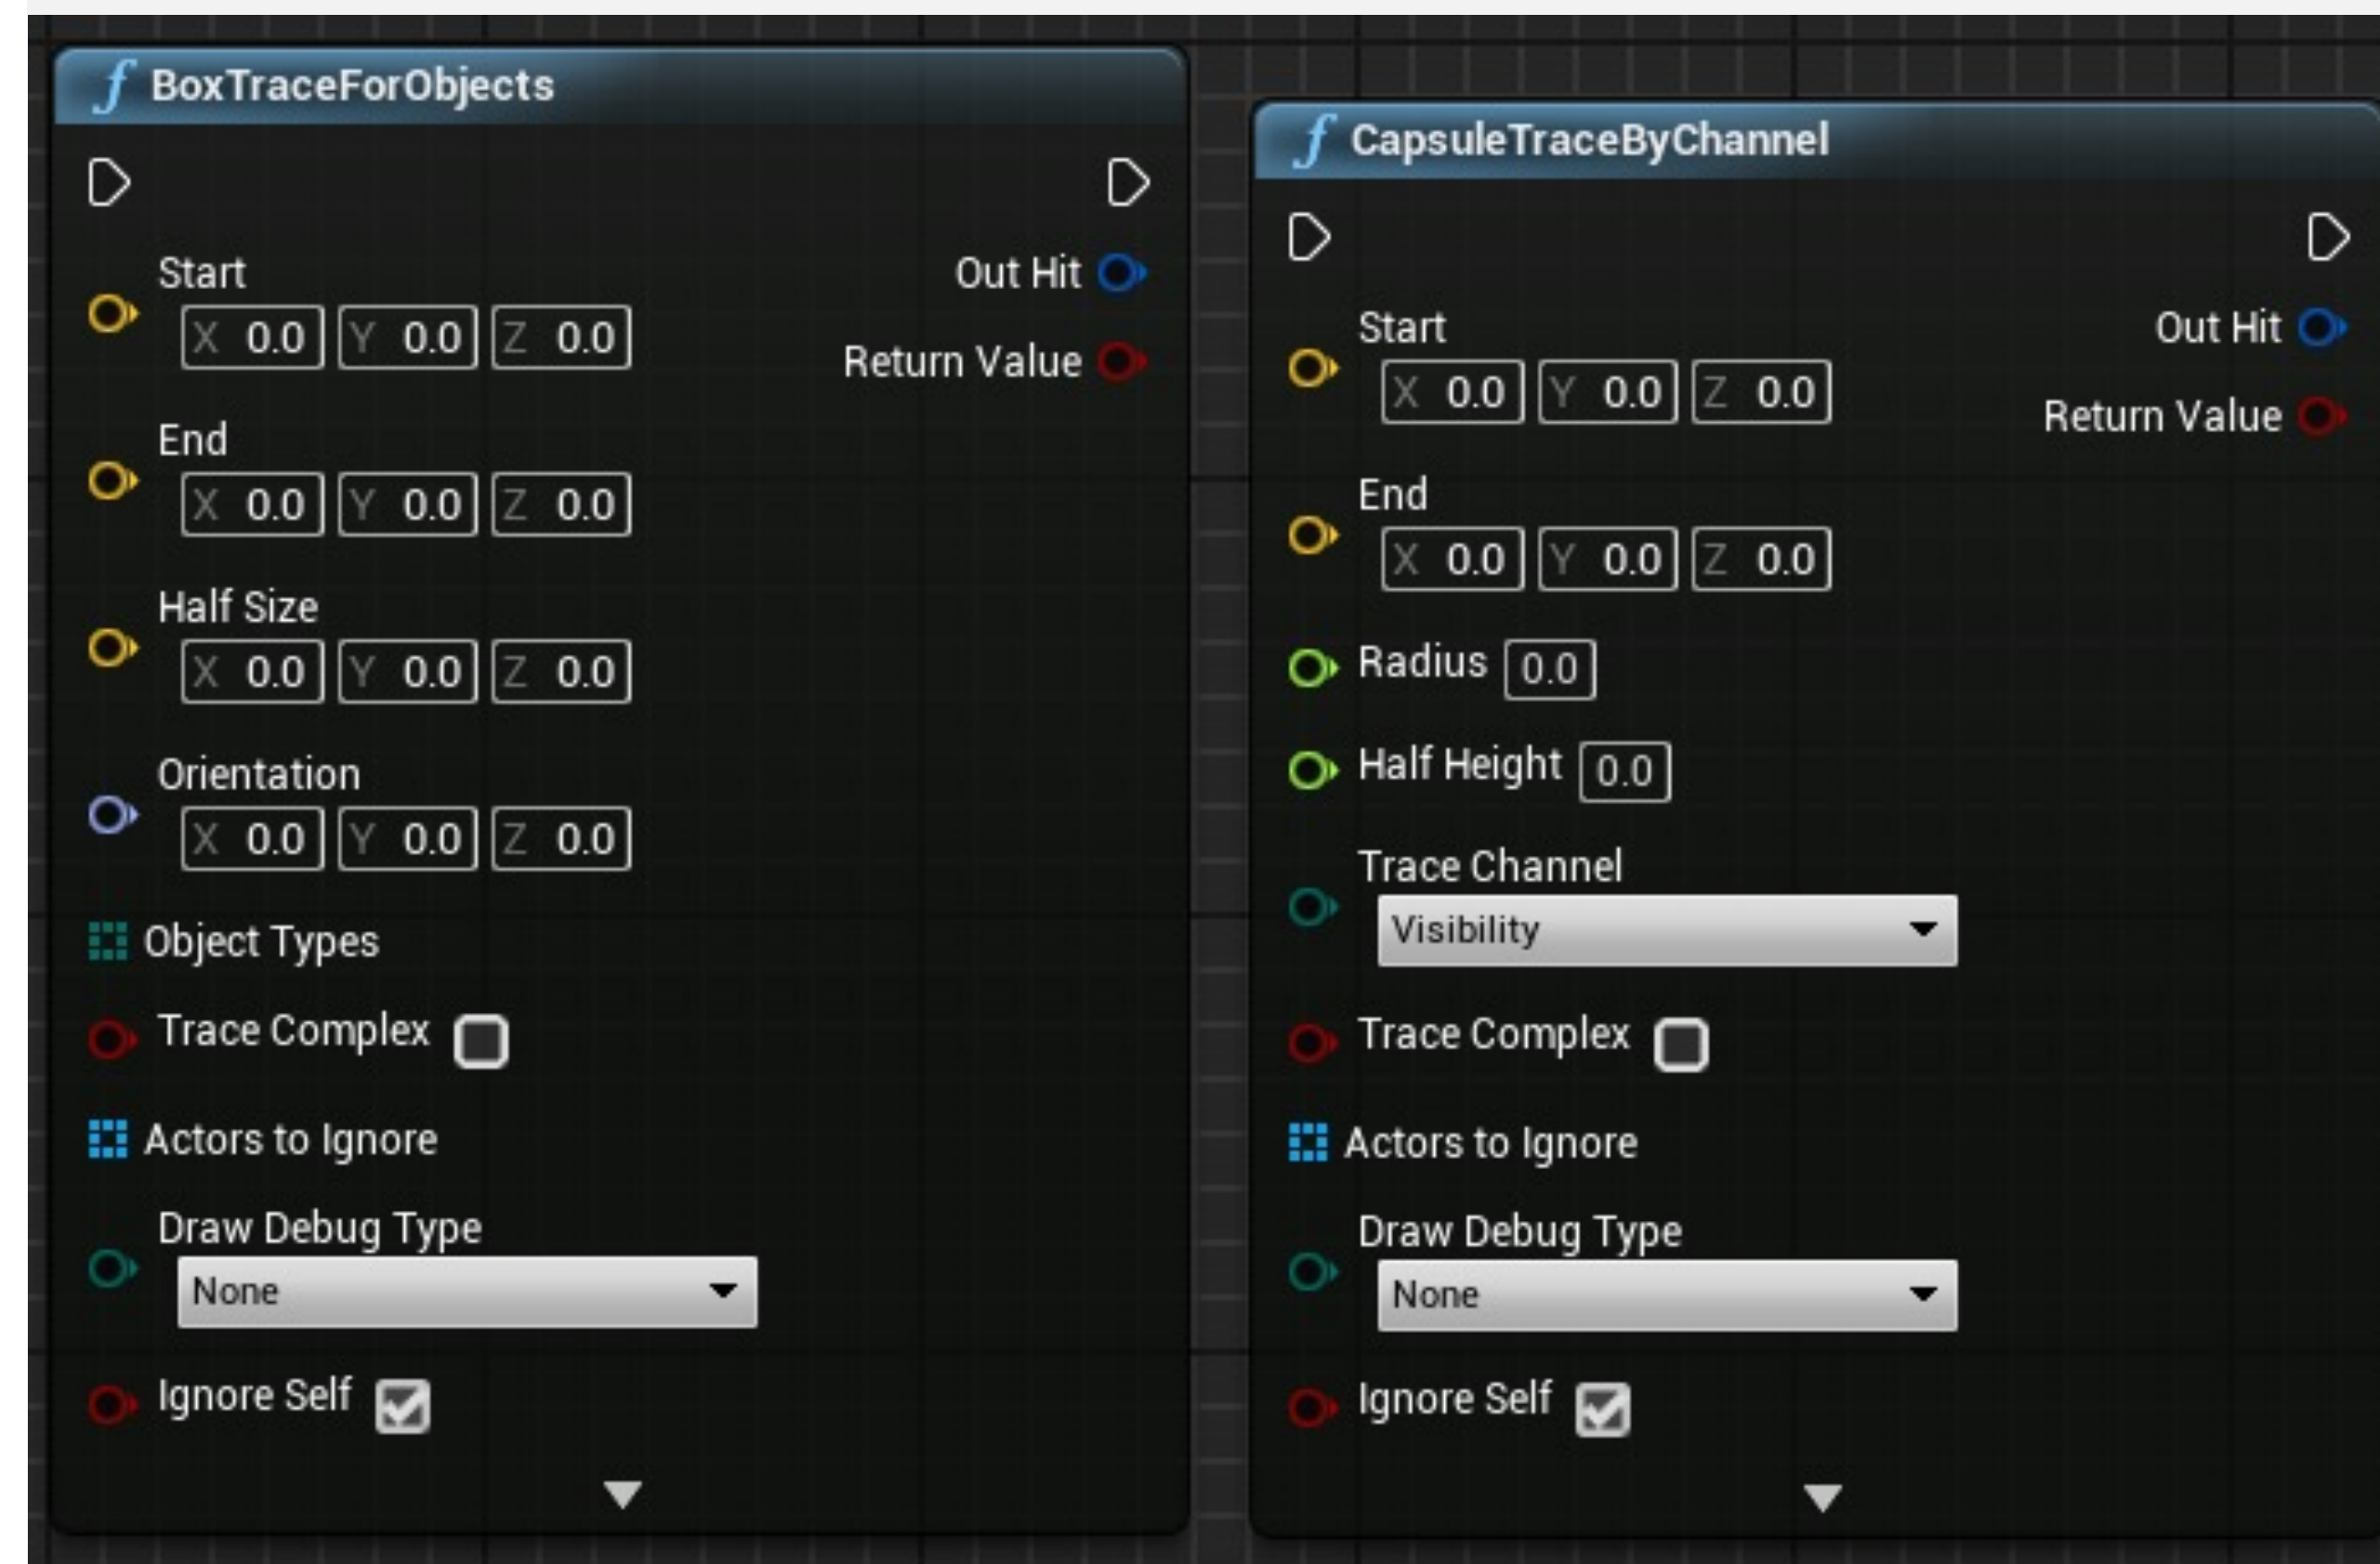 BoxTraceForObjects
Start
X 0.0 Y 0.0 Z 0.0
End
X 0.0 Y 0.0 Z 0.0
Half Size
X 0.0 Y 0.0 Z 0.0
Orientation
X 0.0 Y 0.0 Z 0.0
Object Types
Trace Complex
Actors to Ignore
Draw Debug Type
None
Ignore Self
Out Hit
Return Value
CapsuleTraceByChannel
Start
X 0.0 Y 0.0 Z 0.0
End
X 0.0 Y 0.0 Z 0.0
Radius 0.0
Half Height 0.0
Trace Channel
Visibility
Trace Complex
Actors to Ignore
Draw Debug Type
None
Ignore Self
Out Hit
Return Value